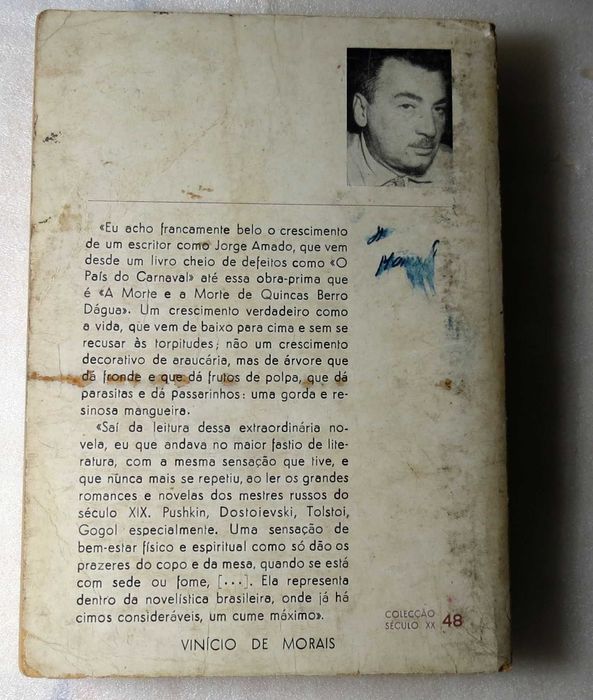 «Eu acho francamente belo o crescimento
de um escritor como Jorge Amado, que vem
desde um livro cheio de defeitos como «O
País do Carnaval» até essa obra-prima que
é «A Morte e a Morte de Quincas Berro
Dágua». Um crescimento verdadeiro como
a vida, que vem de baixo para cima e sem se
recusar às torpitudes; não um crescimento
decorativo de araucária, mas de árvore que
dá fronde e que dá frutos de polpa, que dá
parasitas e dá passarinhos: uma gorda e re-
sinosa mangueira.
«Saí da leitura dessa extraordinária no-
vela, eu que andava no maior fastio de lite-
ratura, com a mesma sensação que tive, e
que nunca mais se repetiu, ao ler os grandes
romances e novelas dos mestres russos do
século XIX. Pushkin, Dostoievski, Tolstoi,
Gogol especialmente. Uma sensação de
bem-estar físico e espiritual como só dão os
prazeres do copo e da mesa, quando se está
com sede ou fome, [...]. Ela representa
dentro da novelística brasileira, onde já há
cimos consideráveis, um cume máximo».
VINÍCIO DE MORAIS
COLECÇÃO
SÉCULO XX 48